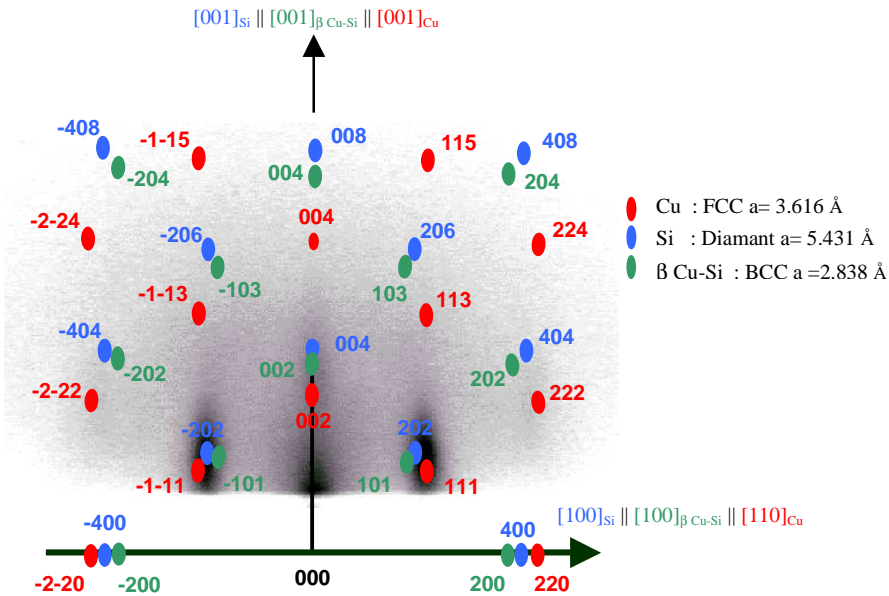 [001]Si || [001]β Cu-Si || [001]Cu
-408 -1-15 008 115 408
-204 004 204
-2-24 004 224
-206 206
-103 103
-1-13 113
-404 004 404
-202 002 202
-2-22 002 222
-202 202
-1-11 -101 101 111
[100]Si || [100]β Cu-Si || [110]Cu
-400 400
-2-20 -200 000 200 220
Cu : FCC a= 3.616 Å
Si : Diamant a= 5.431 Å
β Cu-Si : BCC a =2.838 Å